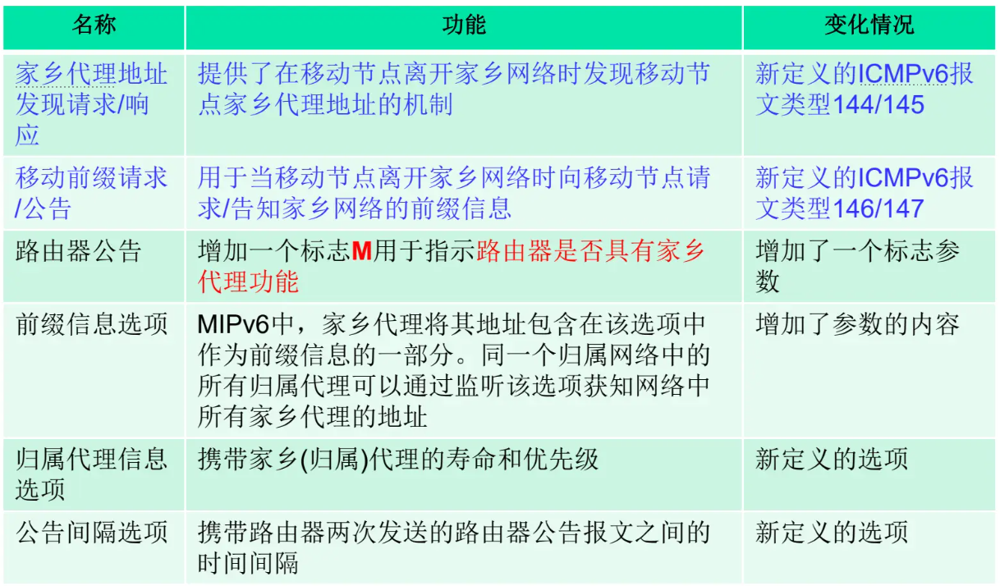 名称
功能
变化情况
家乡代理地址
发现请求/响
应
提供了在移动节点离开家乡网络时发现移动节
点家乡代理地址的机制
新定义的ICMPv6报
文类型144/145
移动前缀请求
/公告
用于当移动节点离开家乡网络时向移动节点请
求/告知家乡网络的前缀信息
新定义的ICMPv6报
文类型146/147
路由器公告
增加一个标志M用于指示路由器是否具有家乡
代理功能
增加了一个标志参
数
前缀信息选项
MIPv6中，家乡代理将其地址包含在该选项中
作为前缀信息的一部分。同一个归属网络中的
所有归属代理可以通过监听该选项获知网络中
所有家乡代理的地址
增加了参数的内容
归属代理信息
选项
携带家乡(归属)代理的寿命和优先级
新定义的选项
公告间隔选项
携带路由器两次发送的路由器公告报文之间的
时间间隔
新定义的选项